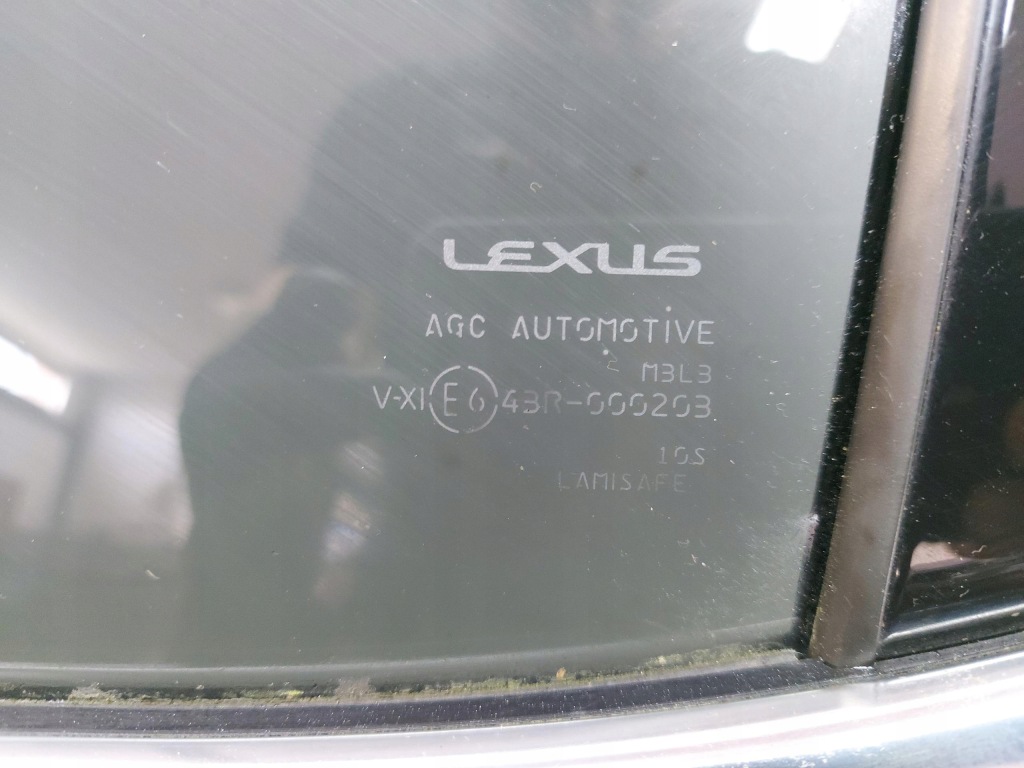 LEXUS
AGC AUTOMOTIVE
M3L3
V-XI E6 43R-000203
10S
LAMISAFE